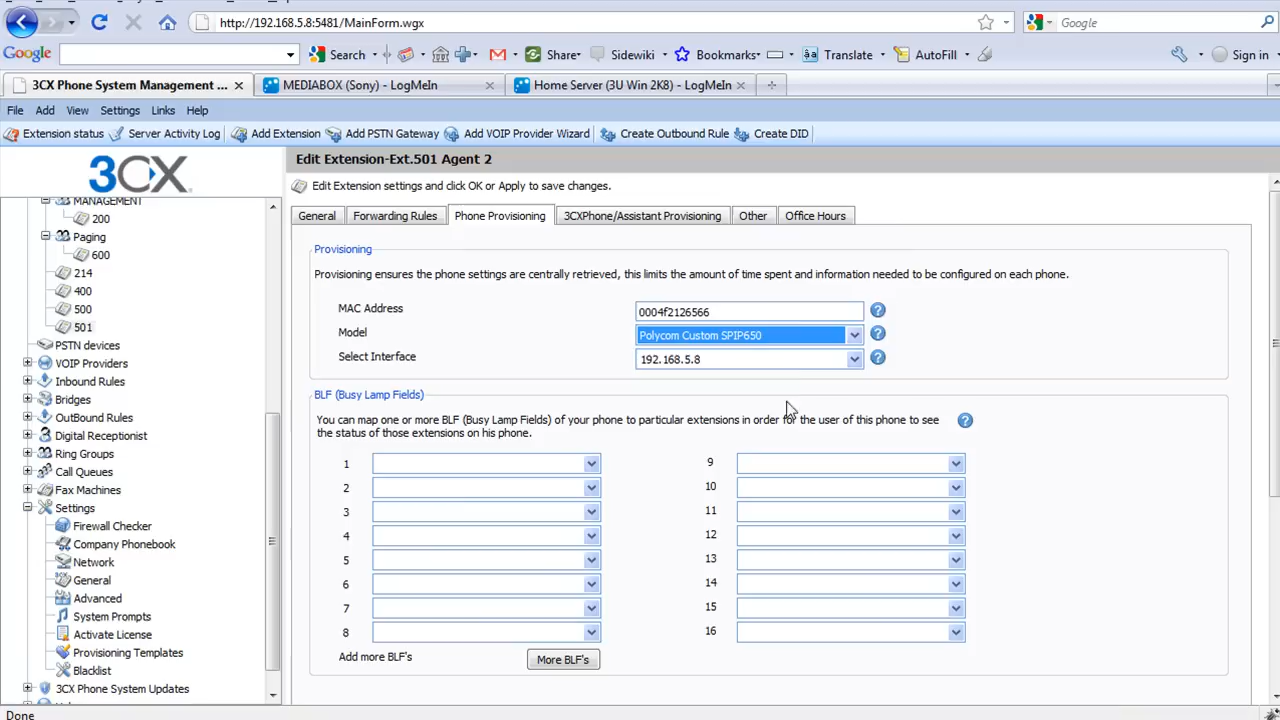 http://192.168.5.8:5481/MainForm.wgx
Google
Google
Search
Share
Sidewiki
Bookmarks
Translate
AutoFill
Sign in
3CX Phone System Management ...
MEDIABOX (Sony) - LogMeIn
Home Server (3U Win 2K8) - LogMeIn
File Add View Settings Links Help
Extension status Server Activity Log Add Extension Add PSTN Gateway Add VOIP Provider Wizard Create Outbound Rule Create DID
3CX
Edit Extension-Ext.501 Agent 2
Edit Extension settings and click OK or Apply to save changes.
General Forwarding Rules Phone Provisioning 3CXPhone/Assistant Provisioning Other Office Hours
MANAGEMENT
200
Paging
600
214
400
500
501
PSTN devices
VOIP Providers
Inbound Rules
Bridges
OutBound Rules
Digital Receptionist
Ring Groups
Call Queues
Fax Machines
Settings
Firewall Checker
Company Phonebook
Network
General
Advanced
System Prompts
Activate License
Provisioning Templates
Blacklist
3CX Phone System Updates
Provisioning
Provisioning ensures the phone settings are centrally retrieved, this limits the amount of time spent and information needed to be configured on each phone.
MAC Address 0004f2126566
Model Polycom Custom SPIP650
Select Interface 192.168.5.8
BLF (Busy Lamp Fields)
You can map one or more BLF (Busy Lamp Fields) of your phone to particular extensions in order for the user of this phone to see
the status of those extensions on his phone.
1 9
2 10
3 11
4 12
5 13
6 14
7 15
8 16
Add more BLF's More BLF's
Done